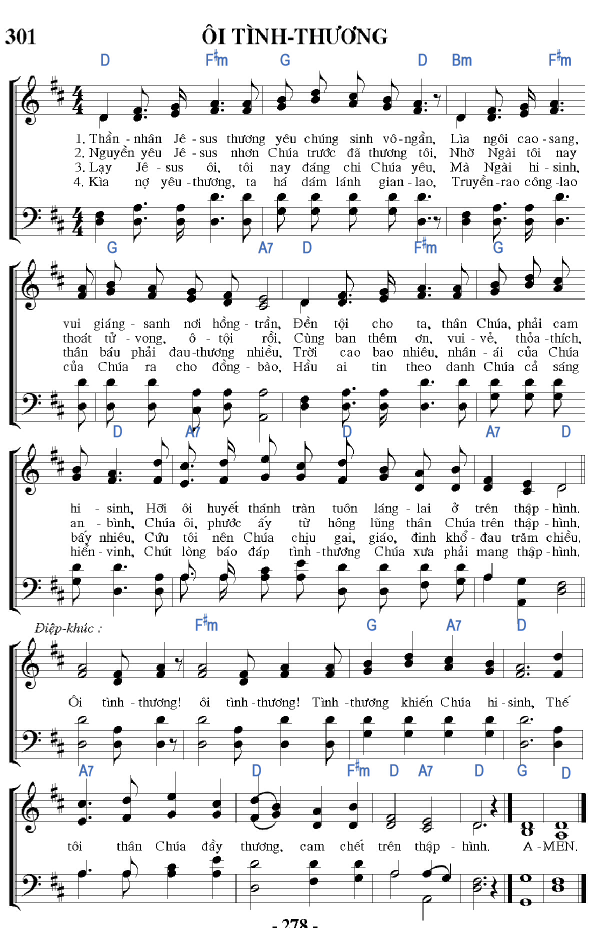 301 ÔI TÌNH-THƯƠNG
D F#m G D Bm F#m
1. Thần-nhân Jê-sus thương yêu chúng sinh vô-ngần, Lìa ngôi cao-sang,
2. Nguyền yêu Jê-sus nhơn Chúa trước đã thương tôi, Nhờ Ngài tôi nay
3. Lạy Jê-sus ôi, tôi nay đáng chi Chúa yêu, Mà Ngài hi-sinh,
4. Kìa nợ yêu-thương, ta há dám lánh gian-lao, Truyền-rao công-lao
G A7 D F#m G
vui giáng-sanh nơi hồng-trần, Đền tội cho ta, thân Chúa, phải cam
thoát tử-vong, ô-tội rồi, Cùng ban thêm ơn, vui-vẻ, thỏa-thích,
thân báu phải đau-thương nhiều, Trời cao bao nhiêu, nhân-ái của Chúa
của Chúa ra cho đồng-bào, Hầu ai tin theo danh Chúa cả sáng
D A7 D A7 D
hi-sinh, Hỡi ôi huyết thánh tràn tuôn láng-lai ở trên thập-hình.
an-bình, Chúa ôi, phước ấy từ hông lũng thân Chúa trên thập-hình.
bấy nhiêu, Cứu tôi nên Chúa chịu gai, giáo, đinh khổ-đau trăm chiều.
hiển-vinh, Chút lòng báo đáp tình-thương Chúa xưa phải mang thập-hình.
Điệp-khúc :
F#m G A7 D
Ôi tình-thương! ôi tình-thương! Tình-thương khiến Chúa hi-sinh, Thế
A7 D F#m D A7 D G D
tôi thân Chúa đầy thương, cam chết trên thập-hình. A-MEN.
- 278 -